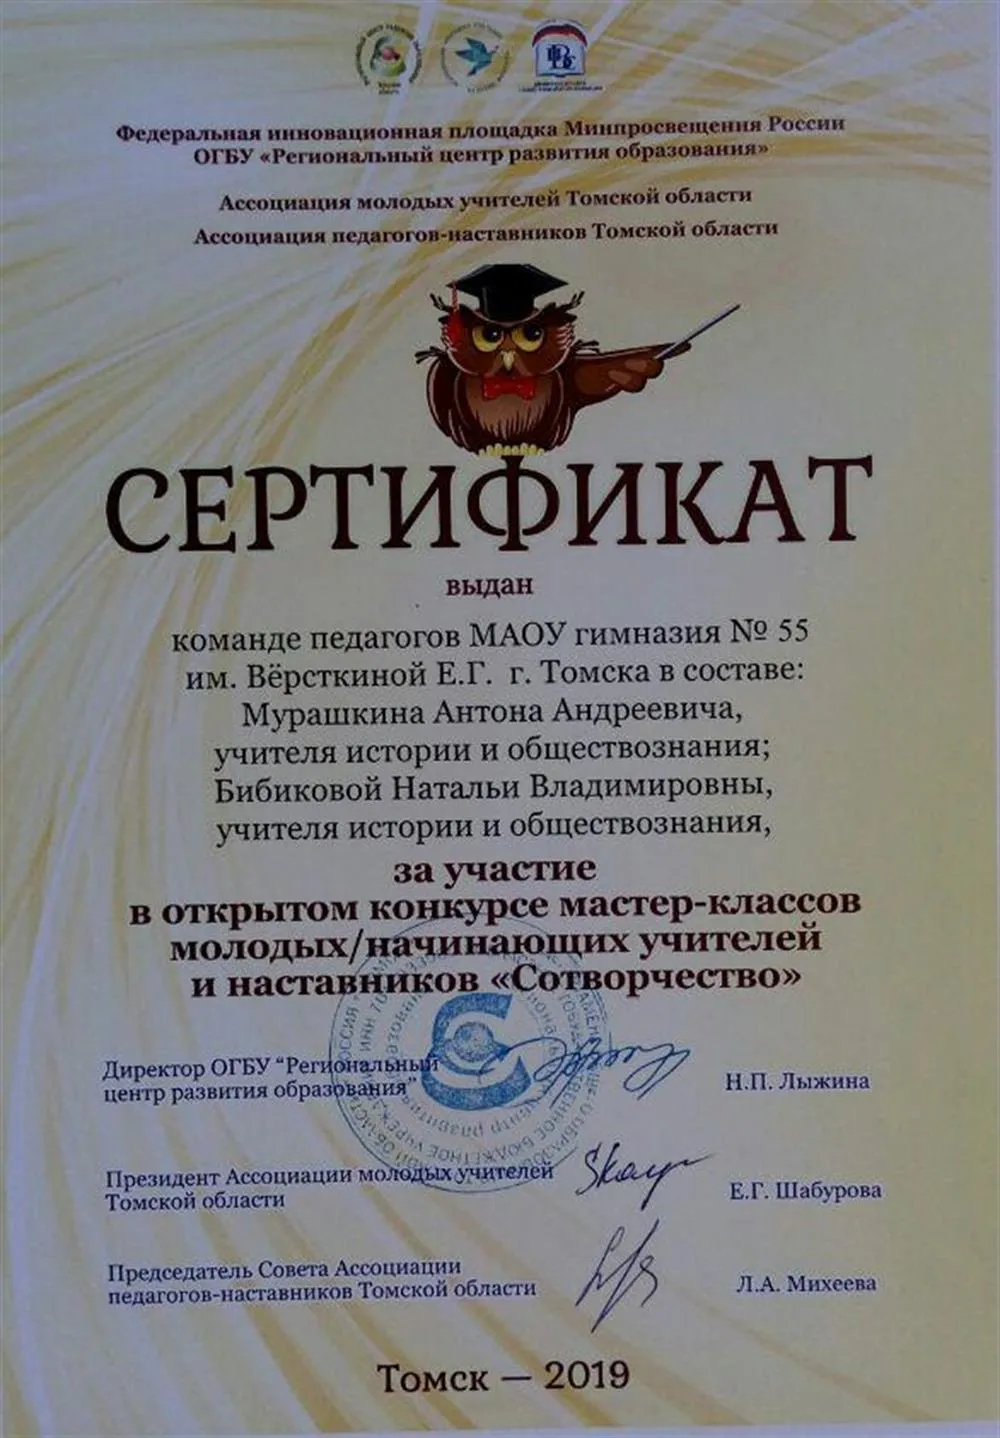 Федеральная инновационная площадка Минпросвещения России
ОГБУ «Региональный центр развития образования»
Ассоциация молодых учителей Томской области
Ассоциация педагогов-наставников Томской области
СЕРТИФИКАТ
выдан
команде педагогов МАОУ гимназия № 55
им. Вёрсткиной Е.Г. г. Томска в составе:
Мурашкина Антона Андреевича,
учителя истории и обществознания;
Бибиковой Натальи Владимировны,
учителя истории и обществознания,
за участие
в открытом конкурсе мастер-классов
молодых/начинающих учителей
и наставников «Сотворчество»
Директор ОГБУ “Региональный
центр развития образования”
Н.П. Лыжина
Президент Ассоциации молодых учителей
Томской области
Е.Г. Шабурова
Председатель Совета Ассоциации
педагогов-наставников Томской области
Л.А. Михеева
Томск — 2019